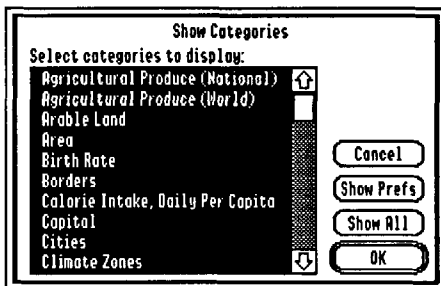 Show Categories
Select categories to display:
Agricultural Produce (National)
Agricultural Produce (World)
Arable Land
Area
Birth Rate
Borders
Calorie Intake, Daily Per Capita
Capital
Cities
Climate Zones
Cancel
Show Prefs
Show All
OK